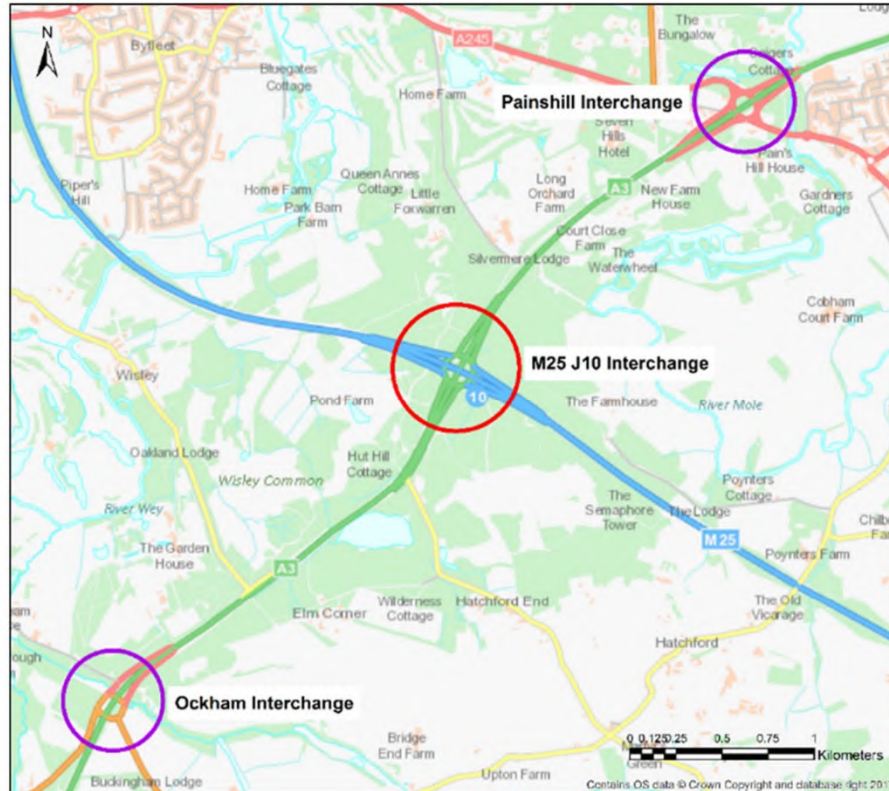 N
Byfleet
A245
The
Bungalow
Bluegates
Cottage
Home Farm
Painshill Interchange
Cottage
Seven
Hills
Hotel
Pain's
Hill House
Piper's
Hill
Home Farm
Queen Annes
Cottage
Park Barn
Farm
Little
Foxwarren
Long
Orchard
Farm
A3
New Farm
House
Gardners
Cottage
Court Close
Farm
Silvermere Lodge
The
Waterwheel
Cobham
Court Farm
M25 J10 Interchange
Wisley
Pond Farm
10
The Farmhouse
River Mole
Oakland Lodge
Hut Hill
Cottage
Wisley Common
Poynters
Cottage
The
Semaphore
Tower
The Lodge
River Wey
M25
The Garden
House
A3
Poynters Farm
Elm Corner
Wilderness
Cottage
Hatchford End
The Old
Vicarage
Hatchford
Ockham Interchange
Bridge
End Farm
Upton Farm
Green
Buckingham Lodge
0 0.125 0.25 0.5 0.75 1
Kilometers
Contains OS data © Crown Copyright and database right 201